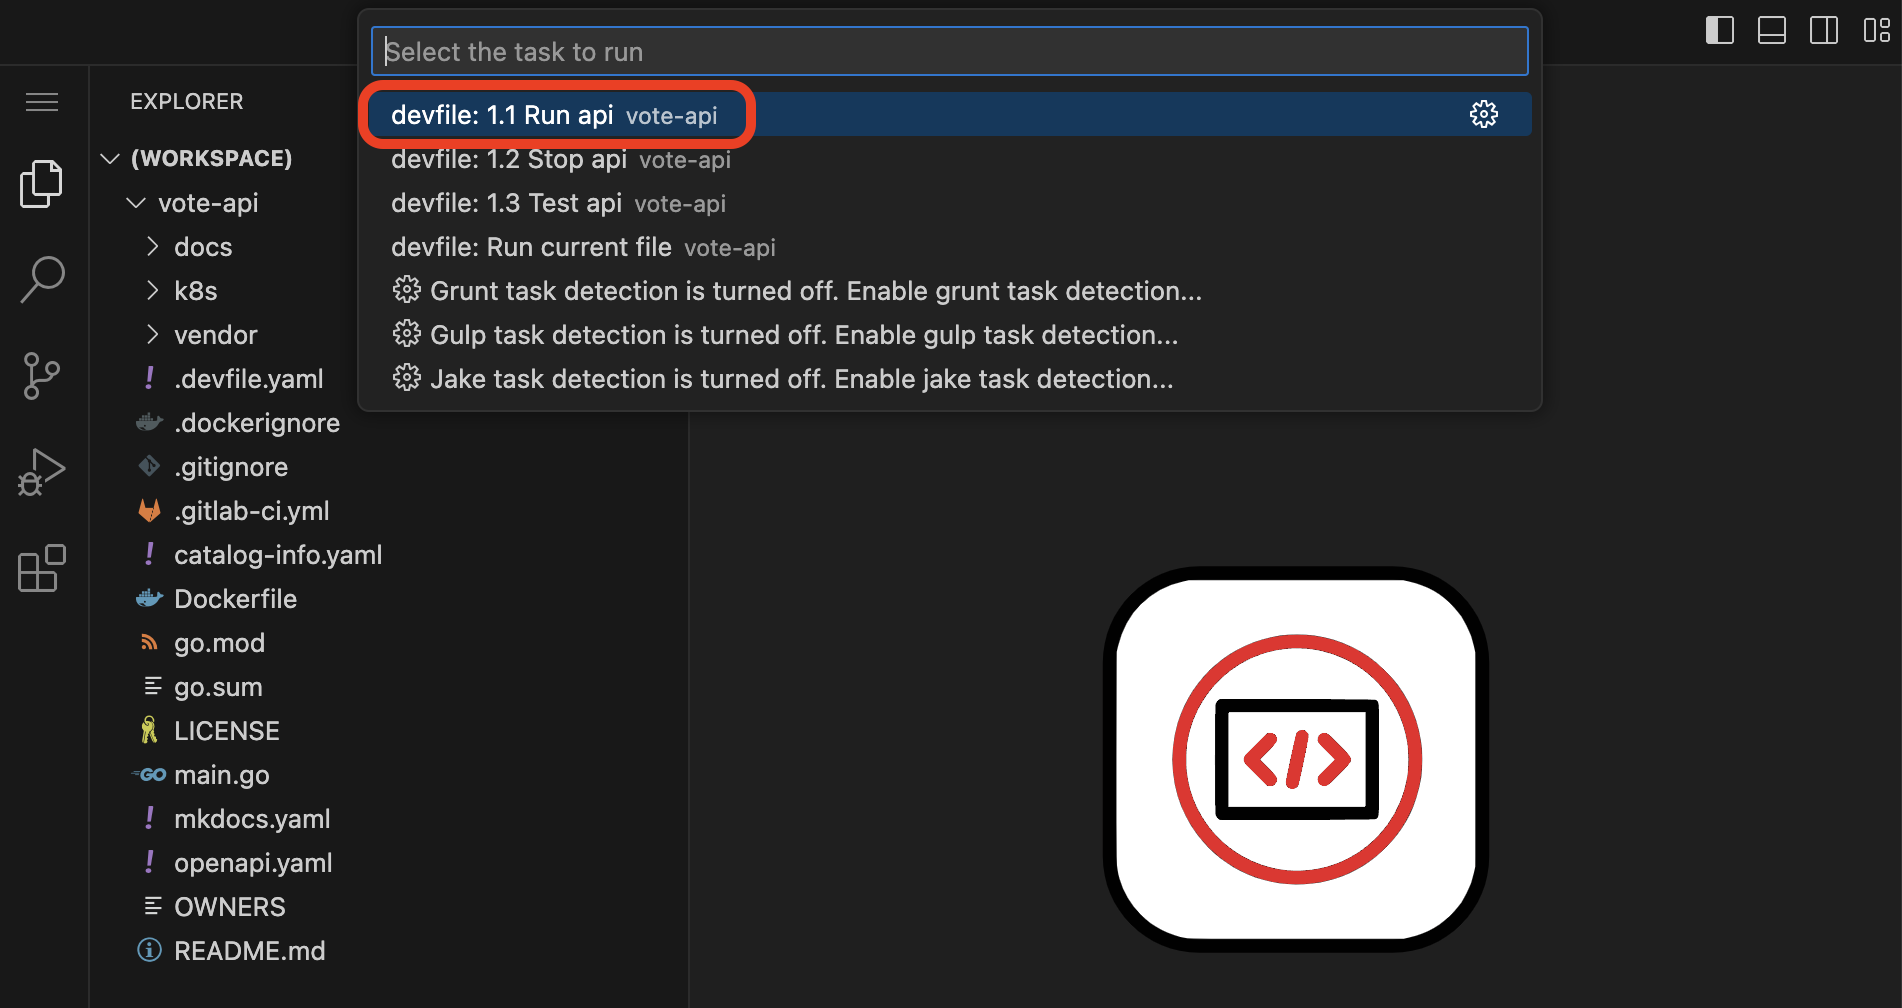 Select the task to run
devfile: 1.1 Run api vote-api
devfile: 1.2 Stop api vote-api
devfile: 1.3 Test api vote-api
devfile: Run current file vote-api
Grunt task detection is turned off. Enable grunt task detection...
Gulp task detection is turned off. Enable gulp task detection...
Jake task detection is turned off. Enable jake task detection...
EXPLORER
(WORKSPACE)
vote-api
docs
k8s
vendor
! .devfile.yaml
.dockerignore
.gitignore
.gitlab-ci.yml
! catalog-info.yaml
Dockerfile
go.mod
go.sum
LICENSE
GO main.go
! mkdocs.yaml
! openapi.yaml
OWNERS
README.md
</>